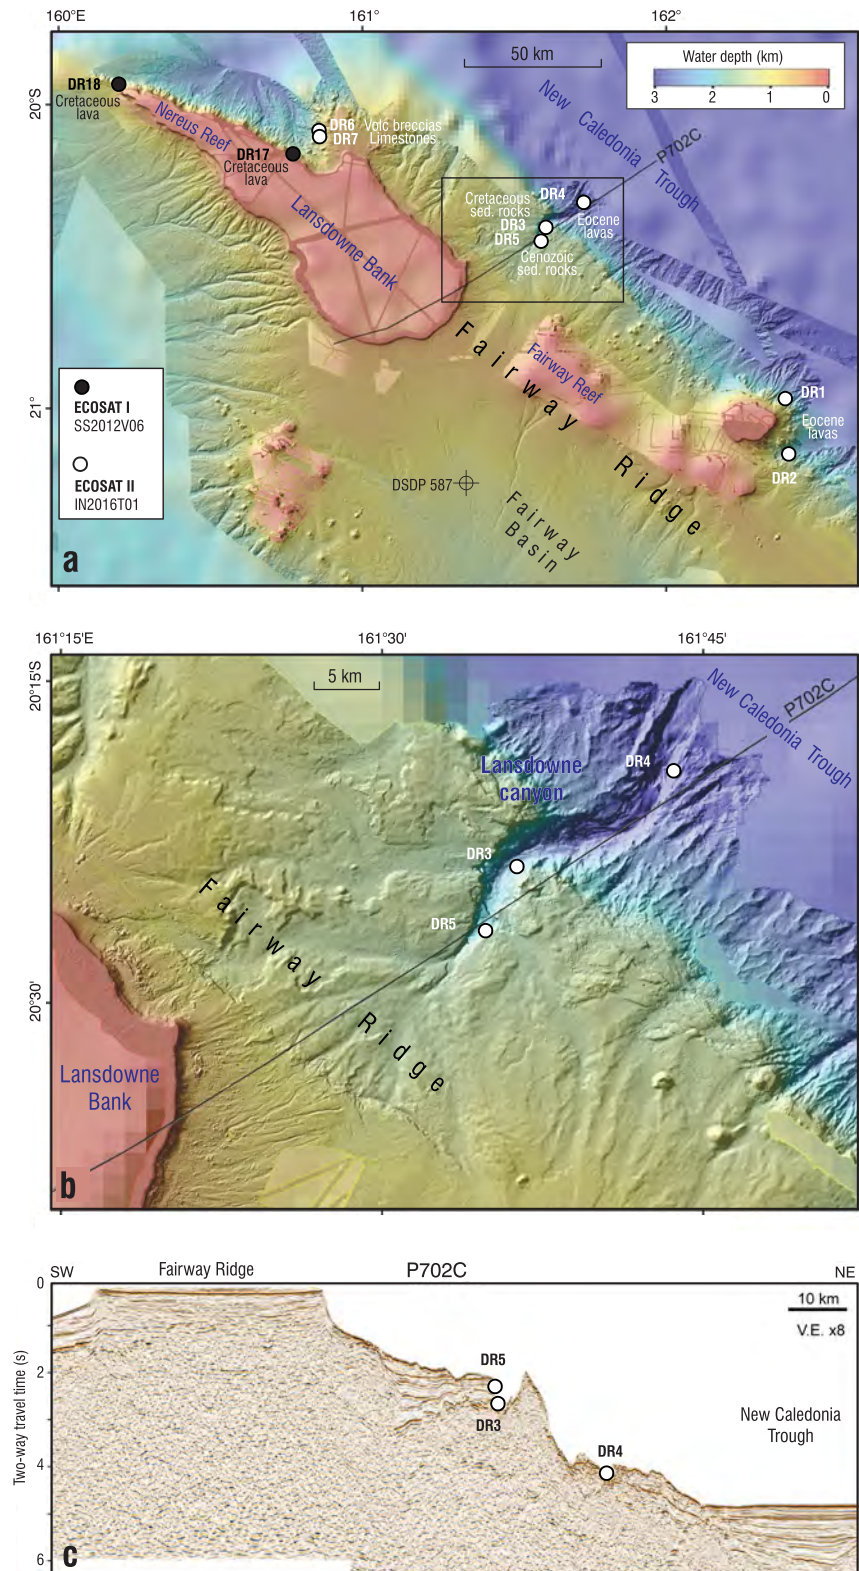 160°E 161° 162°
20°S
21°
50 km
Water depth (km)
3 2 1 0
DR18
Cretaceous
lava
Nereus Reef
DR6
DR7
Volc breccias
Limestones
DR17
Cretaceous
lava
Lansdowne Bank
New Caledonia Trough
P702C
Cretaceous
sed. rocks
DR4
DR3
DR5
Eocene
lavas
Cenozoic
sed. rocks
Fairway Ridge
Fairway Reef
DR1
Eocene
lavas
DR2
ECOSAT I
SS2012V06
ECOSAT II
IN2016T01
DSDP 587
Fairway
Basin
a
161°15'E 161°30' 161°45'
20°15'S
20°30'
5 km
New Caledonia Trough
P702C
Lansdowne
canyon
DR4
DR3
DR5
Fairway Ridge
Lansdowne
Bank
b
SW Fairway Ridge P702C NE
0
2
4
6
Two-way travel time (s)
10 km
V.E. x8
DR5
DR3
DR4
New Caledonia
Trough
c